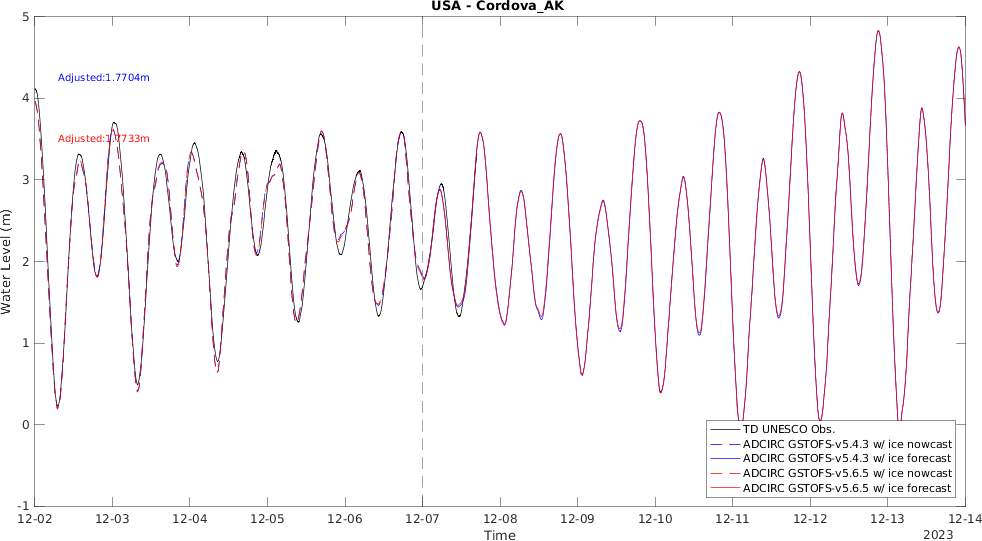 USA - Cordova_AK
5
Adjusted:1.7704m
4
Adjusted:1.7733m
3
2
1
0
-1
Water Level (m)
TD UNESCO Obs.
ADCIRC GSTOFS-v5.4.3 w/ ice nowcast
ADCIRC GSTOFS-v5.4.3 w/ ice forecast
ADCIRC GSTOFS-v5.6.5 w/ ice nowcast
ADCIRC GSTOFS-v5.6.5 w/ ice forecast
12-02 12-03 12-04 12-05 12-06 12-07 12-08 12-09 12-10 12-11 12-12 12-13 12-14
Time
2023